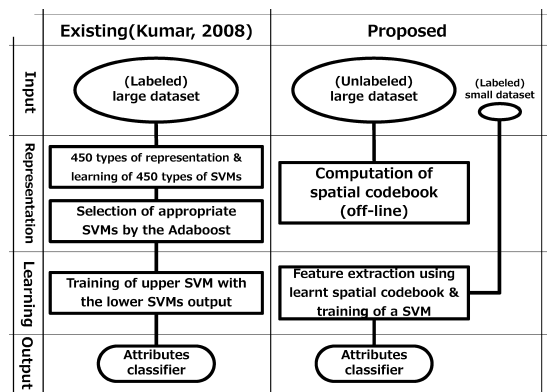 Existing(Kumar, 2008)
Proposed
Input
(Labeled)
large dataset
(Unlabeled)
large dataset
(Labeled)
small dataset
Representation
450 types of representation &
learning of 450 types of SVMs
Selection of appropriate
SVMs by the Adaboost
Computation of
spatial codebook
(off-line)
Learning
Training of upper SVM with
the lower SVMs output
Feature extraction using
learnt spatial codebook &
training of a SVM
Output
Attributes
classifier
Attributes
classifier